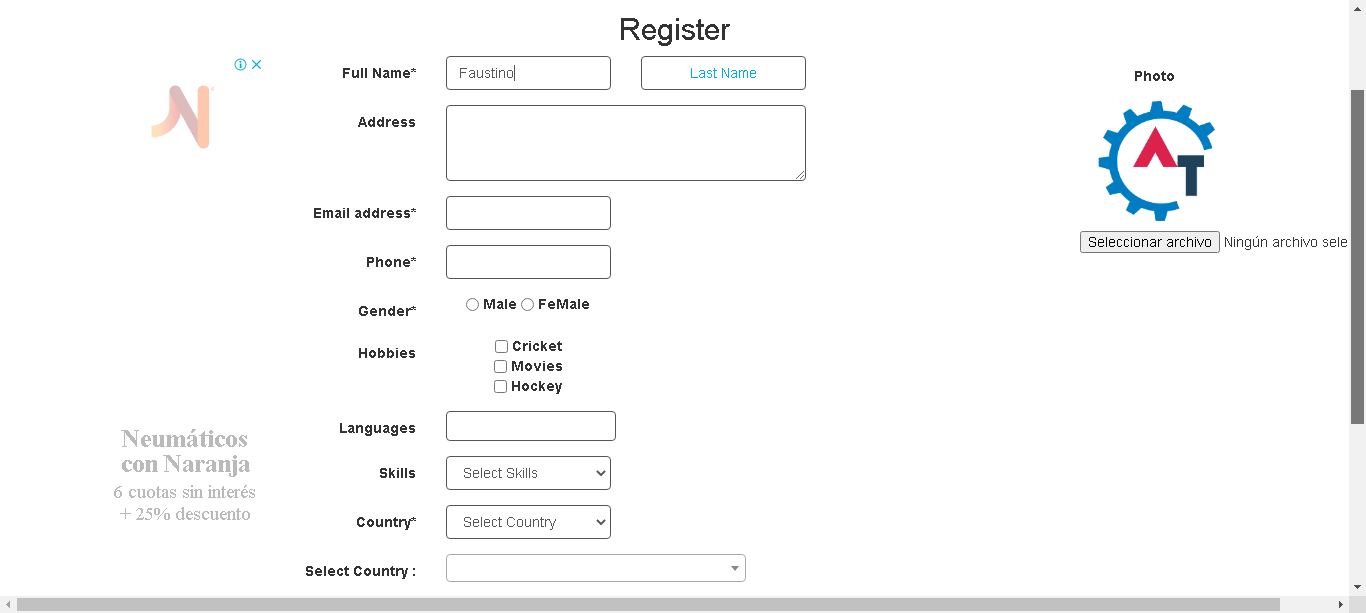 Register
Full Name* Faustino Last Name
Photo
Address
Email address*
Seleccionar archivo Ningún archivo sele
Phone*
Gender* Male FeMale
Hobbies Cricket
Movies
Hockey
Languages
Skills Select Skills
Country* Select Country
Select Country :
Neumáticos
con Naranja
6 cuotas sin interés
+ 25% descuento